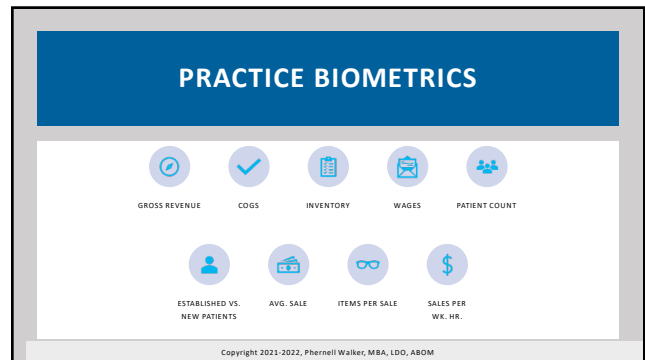 PRACTICE BIOMETRICS
GROSS REVENUE
COGS
INVENTORY
WAGES
PATIENT COUNT
ESTABLISHED VS.
NEW PATIENTS
AVG. SALE
ITEMS PER SALE
SALES PER
WK. HR.
Copyright 2021-2022, Phernell Walker, MBA, LDO, ABOM